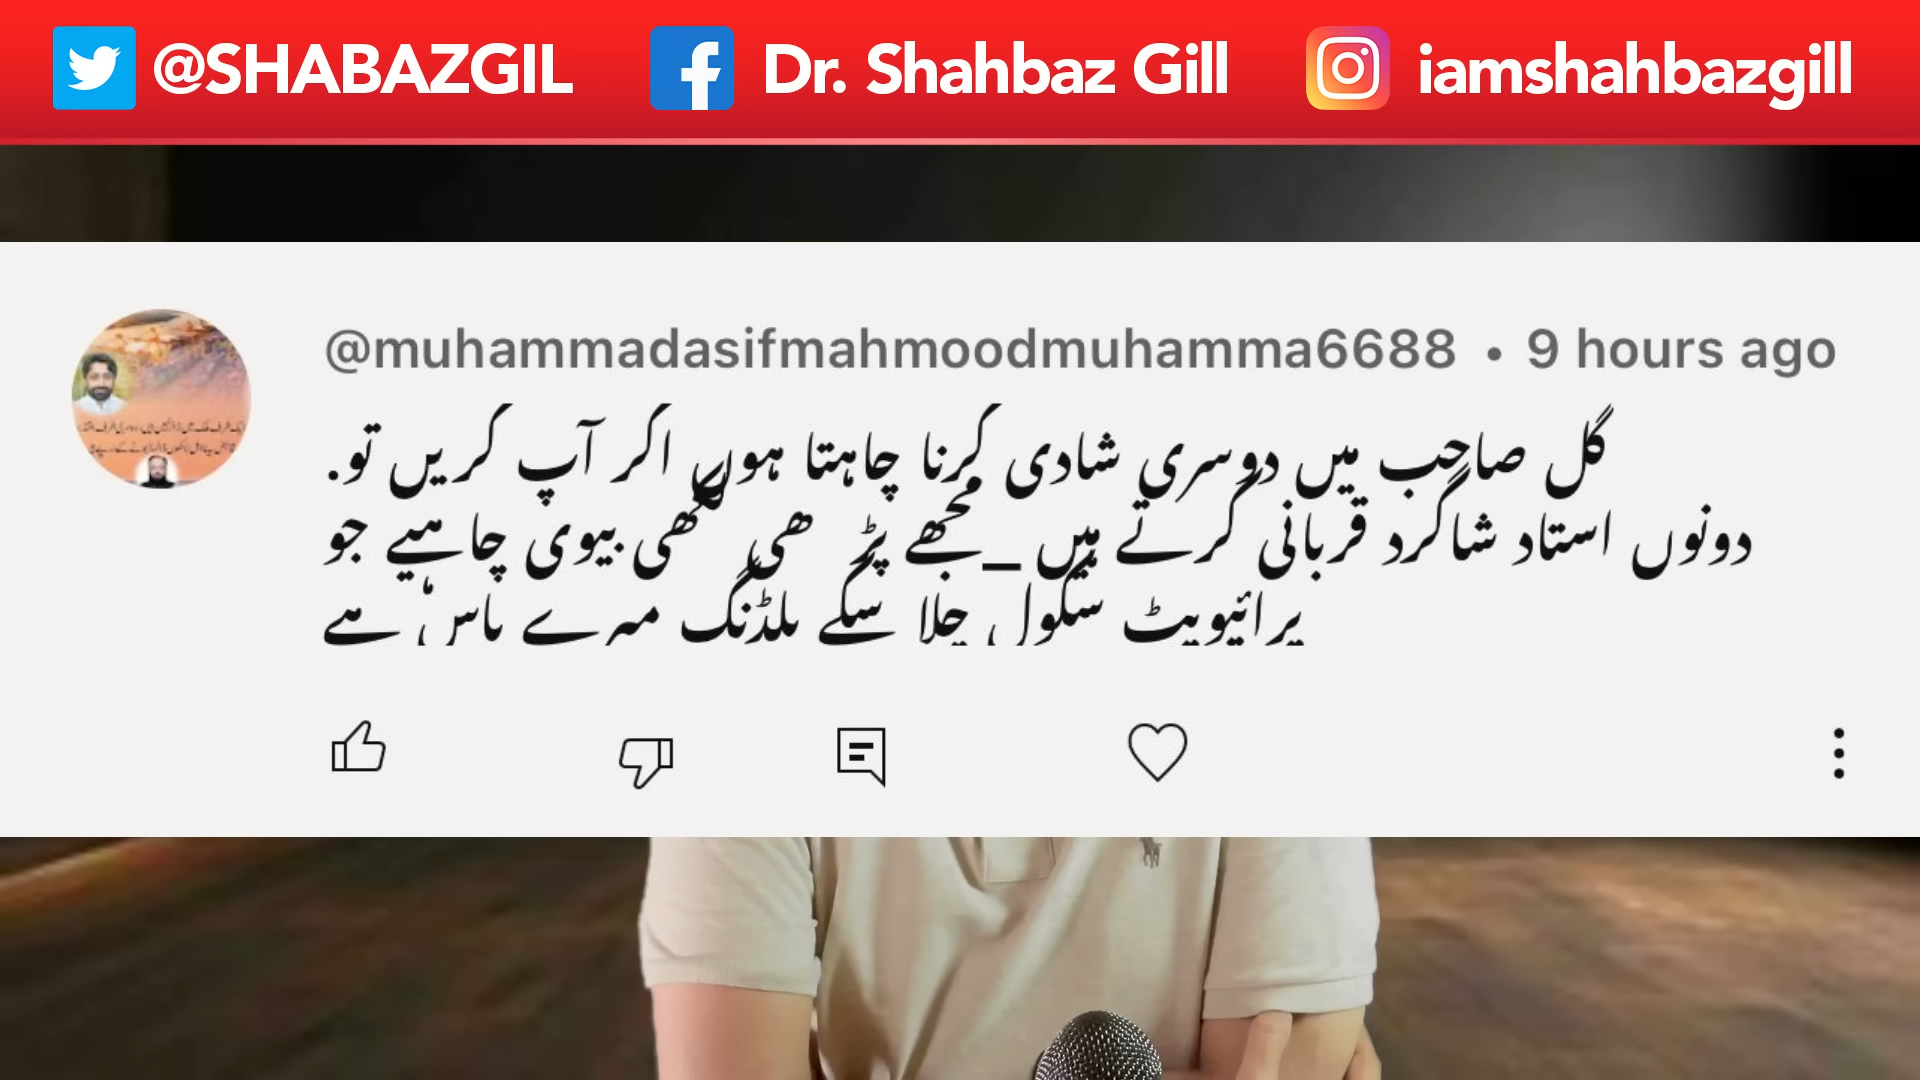 @SHABAZGIL Dr. Shahbaz Gill iamshahbazgill
@muhammadasifmahmoodmuhamma6688 • 9 hours ago
گل صاحب میں دوسری شادی کرنا چاہتا ہوں اگر آپ کریں تو.
دونوں استاد شاگرد قربانی کرتے ہیں_مجھے پڑھی لکھی بیوی چاہیے جو
پرائیویٹ سکول چلا سکے بلڈنگ میرے پاس ہے